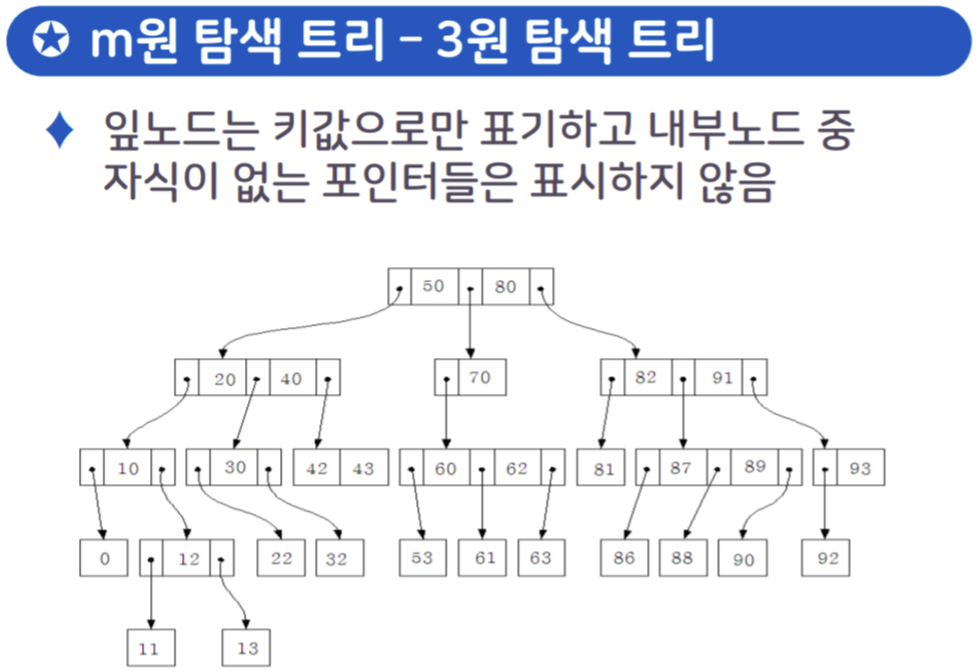 ✪ m원 탐색 트리 - 3원 탐색 트리
♦ 잎노드는 키값으로만 표기하고 내부노드 중
자식이 없는 포인터들은 표시하지 않음
50 80
20 40 70 82 91
10 30 42 43 60 62 81 87 89 93
0 12 22 32 53 61 63 86 88 90 92
11 13